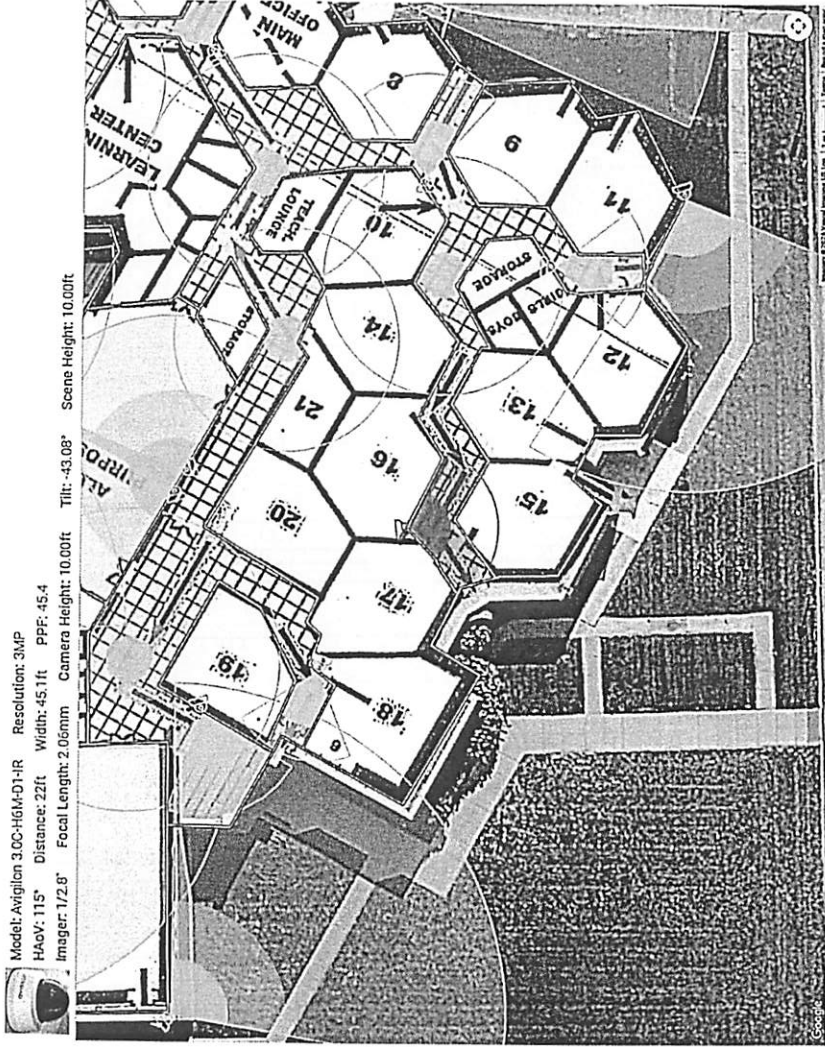 Model: Avigilon 3.0C-H6M-D1-IR Resolution: 3MP
HAoV: 115° Distance: 22ft Width: 45.1ft PPF: 45.4
Imager: 1/2.8" Focal Length: 2.06mm Camera Height: 10.00ft Tilt: -43.08° Scene Height: 10.00ft
LEARNING
CENTER
MAIN
OFFICE
TEACH.
LOUNGE
STORAGE
9
11
10
14
STORAGE
GIRLS
BOYS
12
13
15
21
16
20
17
19
18
6
Google